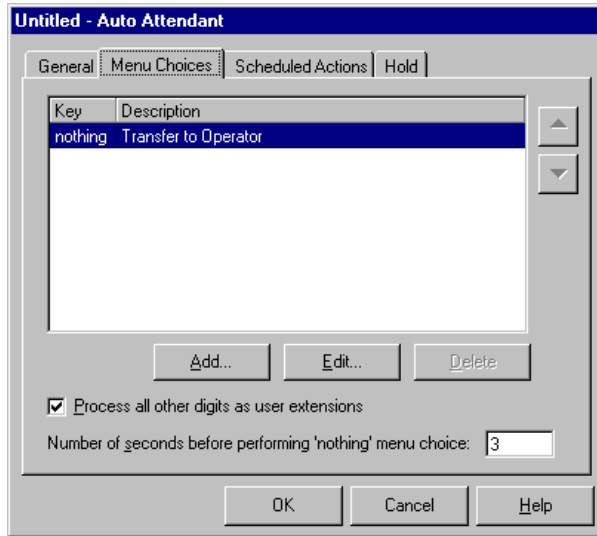 Untitled - Auto Attendant
General Menu Choices Scheduled Actions Hold
Key Description
nothing Transfer to Operator
Add... Edit... Delete
Process all other digits as user extensions
Number of seconds before performing 'nothing' menu choice: 3
OK Cancel Help